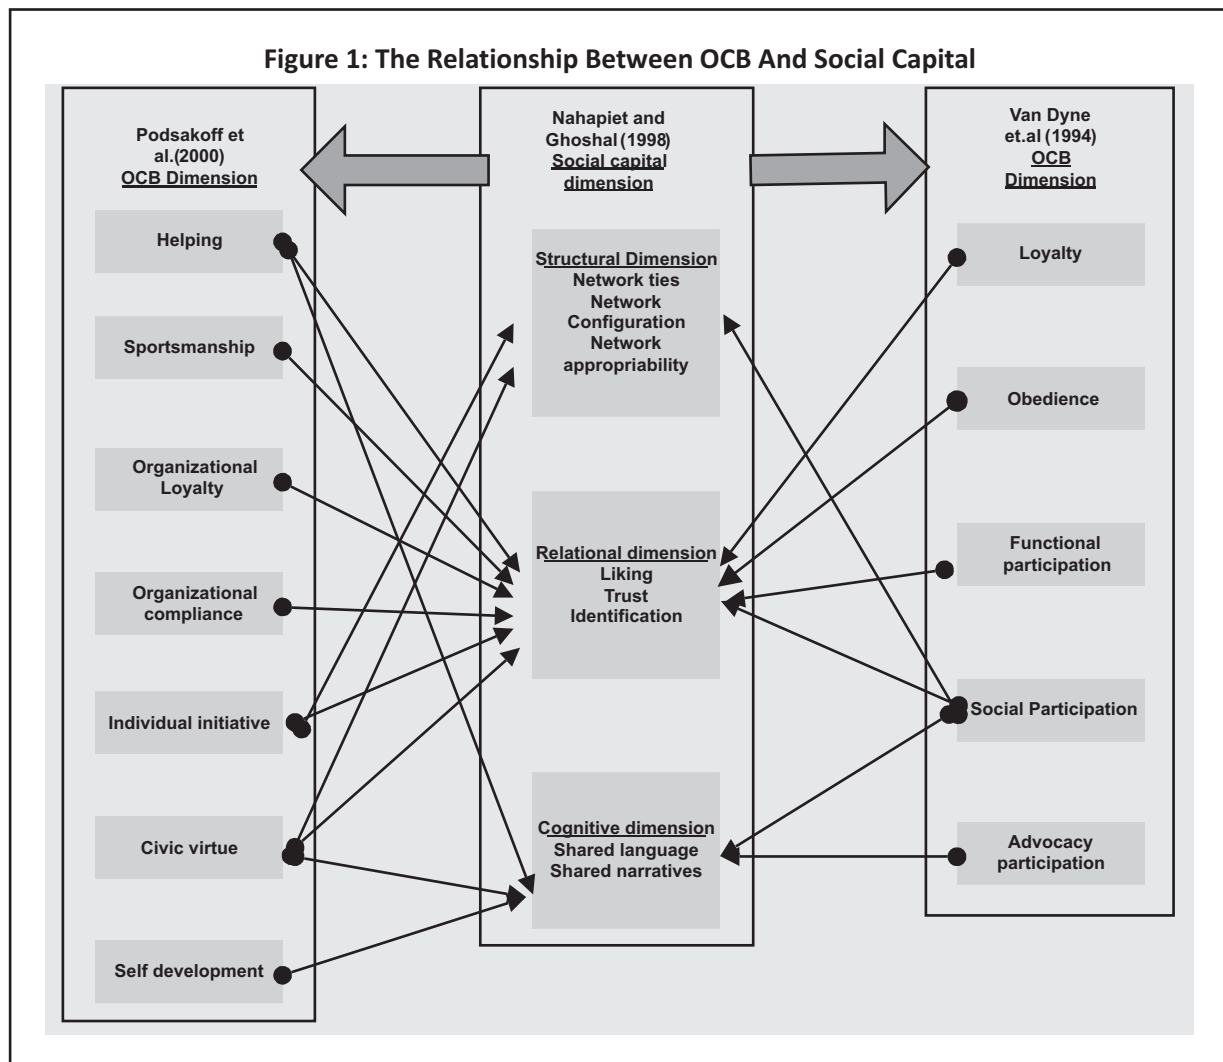 Figure 1: The Relationship Between OCB And Social Capital
Podsakoff et
al.(2000)
OCB Dimension
Helping
Sportsmanship
Organizational
Loyalty
Organizational
compliance
Individual initiative
Civic virtue
Self development
Nahapiet and
Ghoshal (1998)
Social capital
dimension
Structural Dimension
Network ties
Network
Configuration
Network
appropriability
Relational dimension
Liking
Trust
Identification
Cognitive dimension
Shared language
Shared narratives
Van Dyne
et.al (1994)
OCB
Dimension
Loyalty
Obedience
Functional
participation
Social Participation
Advocacy
participation